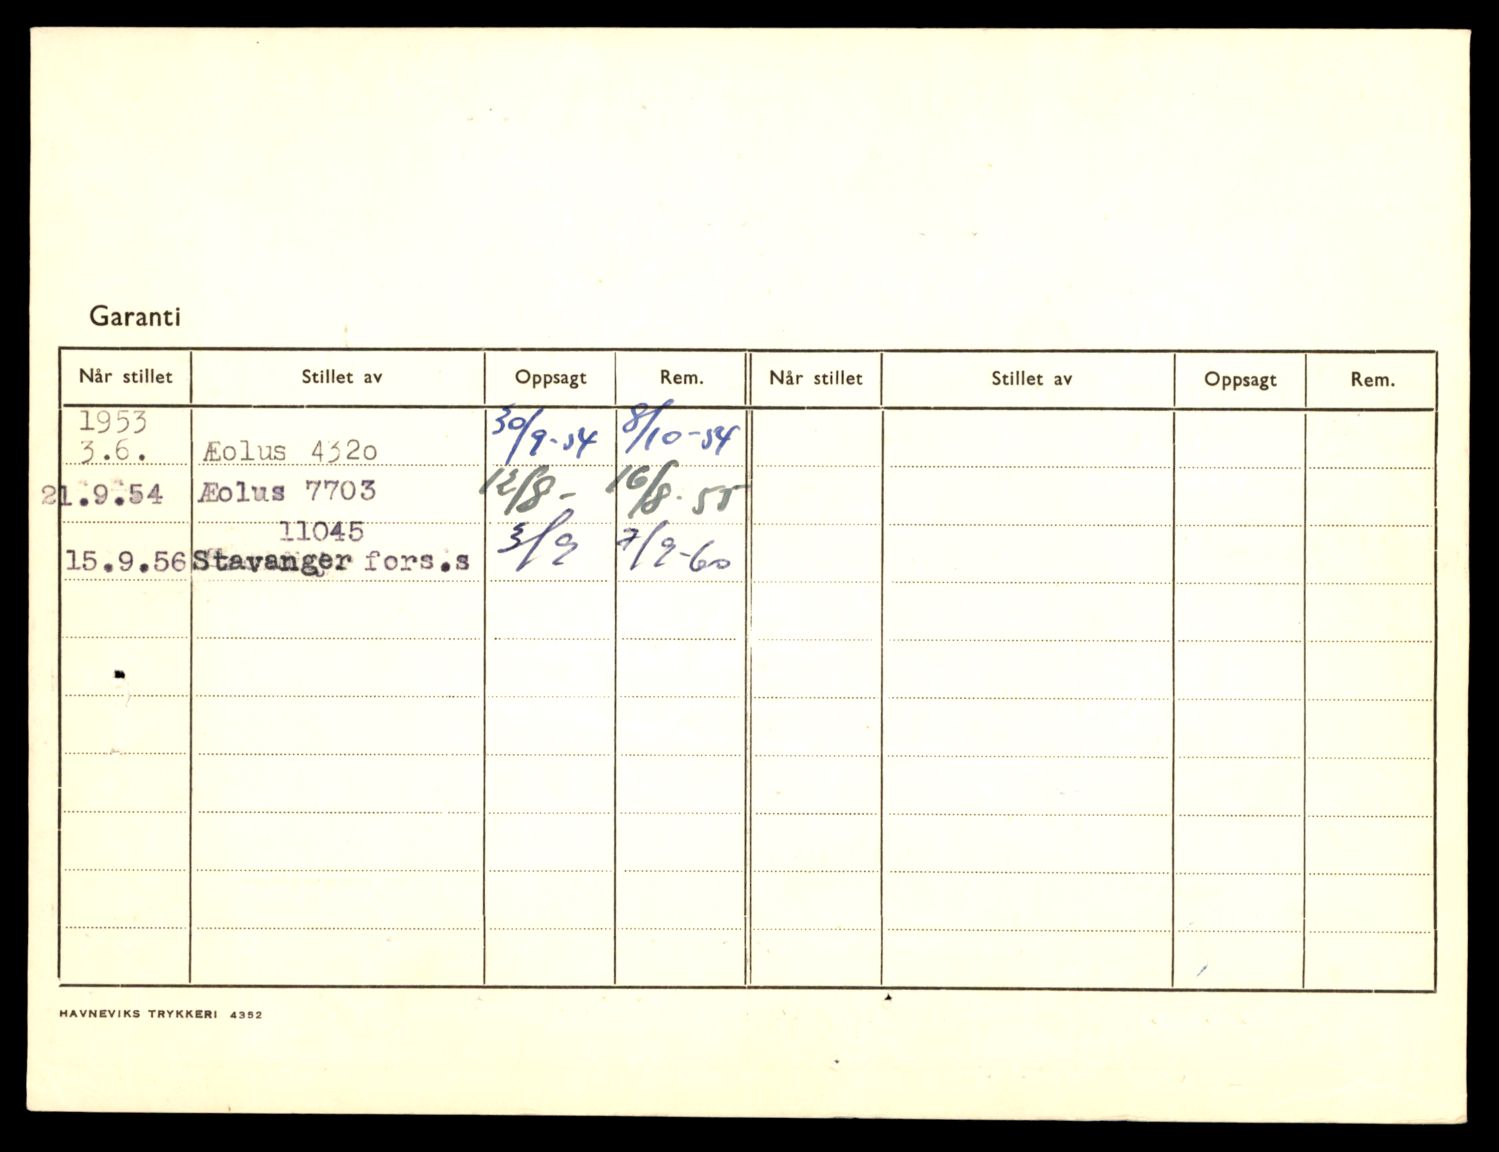 Garanti
Når stillet Stillet av Oppsagt Rem. Når stillet Stillet av Oppsagt Rem.
1953 30/9-54 8/10-54
3.6. Æolus 4320
21.9.54 Æolus 7703 12/8- 16/8-55
11045
15.9.56 Stavanger fors.s 3/9 7/9-60
HAVNEVIKS TRYKKERI 4352